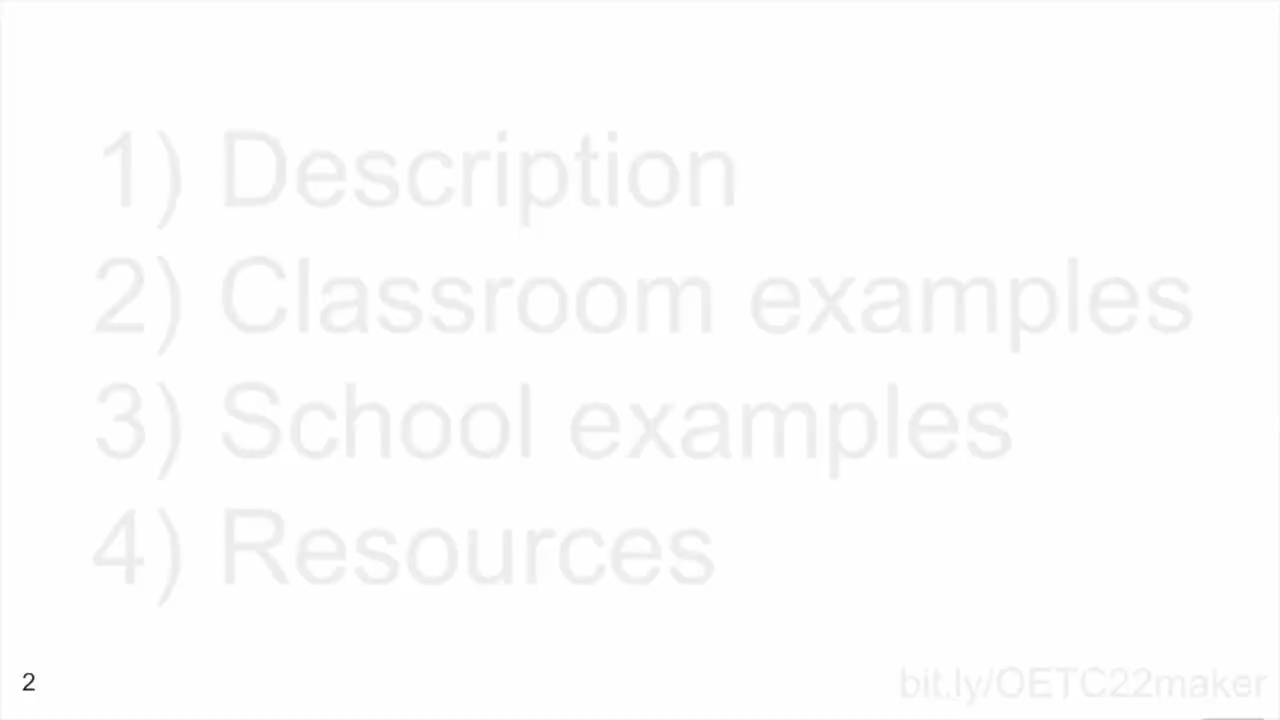 1) Description
2) Classroom examples
3) School examples
4) Resources
2
bit.ly/OETC22maker